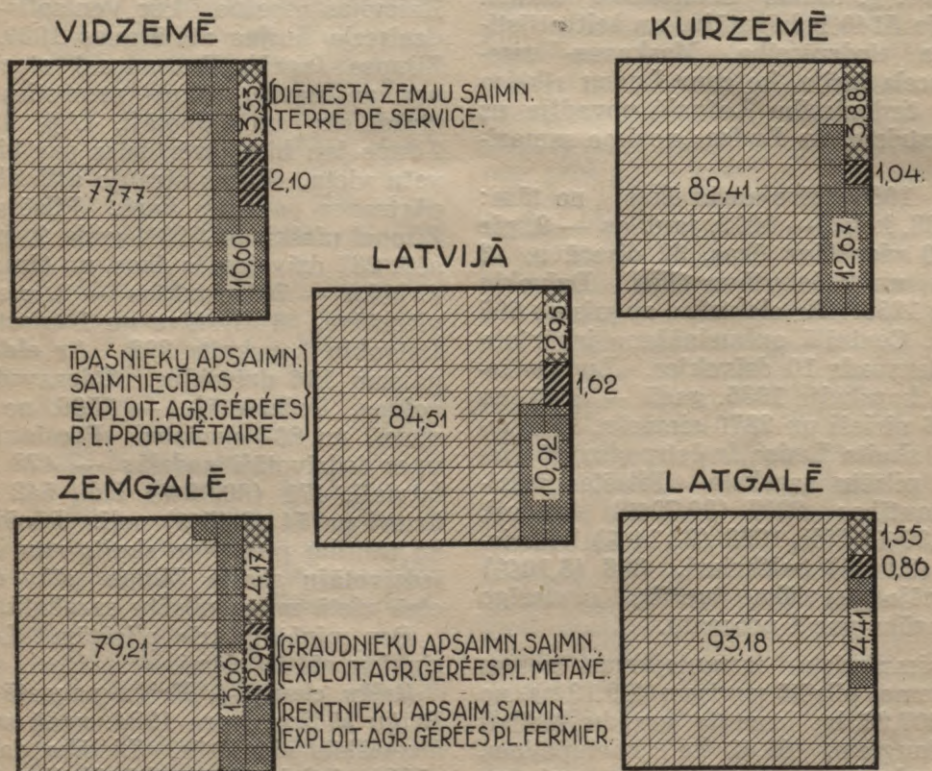 VIDZEMĒ
3,53
DIENESTA ZEMJU SAIMN.
TERRE DE SERVICE.
77,77
2,10
16,60
KURZEMĒ
3,88
82,41
1,04.
12,67
LATVIJĀ
2,95
ĪPAŠNIEKU APSAIMN.
SAIMNIECĪBAS
EXPLOIT. AGR. GÉRÉES
P. L. PROPRIÉTAIRE
84,51
1,62
10,92
ZEMGALĒ
4,17
79,21
13,66
2,96
GRAUDNIEKU APSAIMN. SAIMN.
EXPLOIT. AGR. GÉRÉES P. L. MÉTAYÉ.
RENTNIEKU APSAIM. SAIMN.
EXPLOIT. AGR. GÉRÉES P. L. FERMIER.
LATGALĒ
1,55
0,86
93,18
4,41